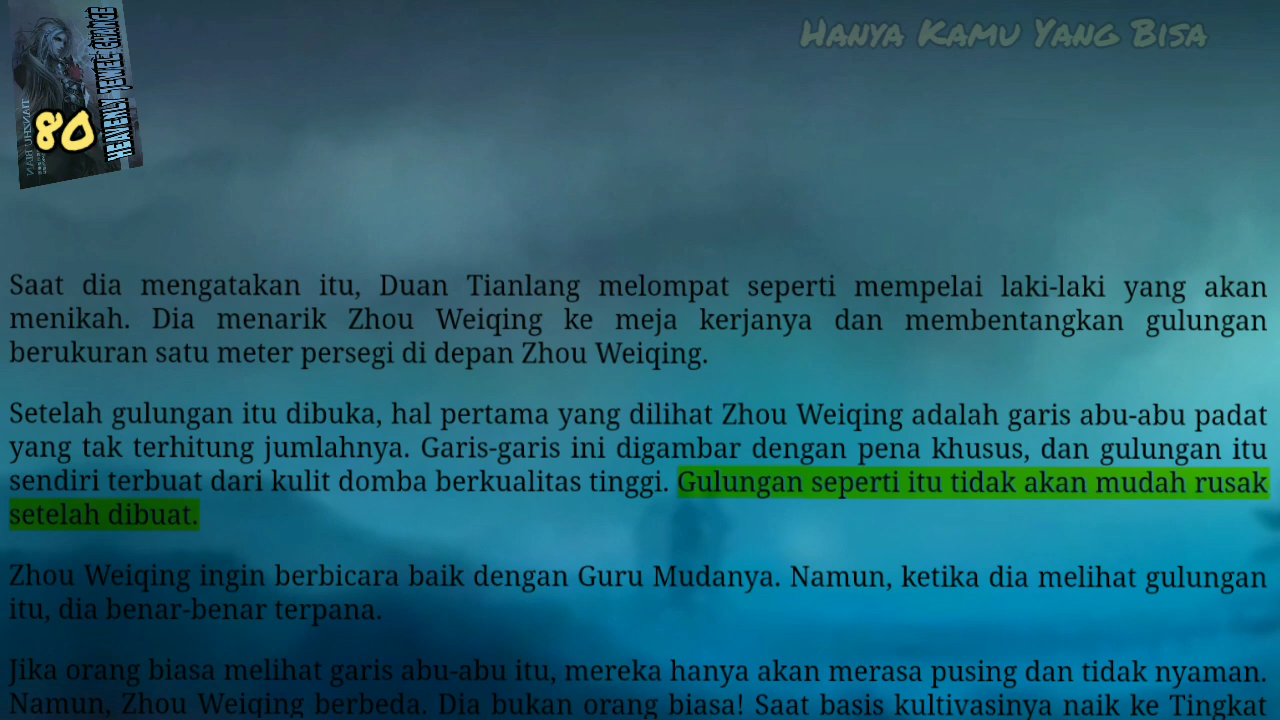 Hanya Kamu Yang Bisa
HEAVENLY JEWEL CHANGE
80
Saat dia mengatakan itu, Duan Tianlang melompat seperti mempelai laki-laki yang akan
menikah. Dia menarik Zhou Weiqing ke meja kerjanya dan membentangkan gulungan
berukuran satu meter persegi di depan Zhou Weiqing.
Setelah gulungan itu dibuka, hal pertama yang dilihat Zhou Weiqing adalah garis abu-abu padat
yang tak terhitung jumlahnya. Garis-garis ini digambar dengan pena khusus, dan gulungan itu
sendiri terbuat dari kulit domba berkualitas tinggi. Gulungan seperti itu tidak akan mudah rusak
setelah dibuat.
Zhou Weiqing ingin berbicara baik dengan Guru Mudanya. Namun, ketika dia melihat gulungan
itu, dia benar-benar terpana.
Jika orang biasa melihat garis abu-abu itu, mereka hanya akan merasa pusing dan tidak nyaman.
Namun, Zhou Weiqing berbeda. Dia bukan orang biasa! Saat basis kultivasinya naik ke Tingkat